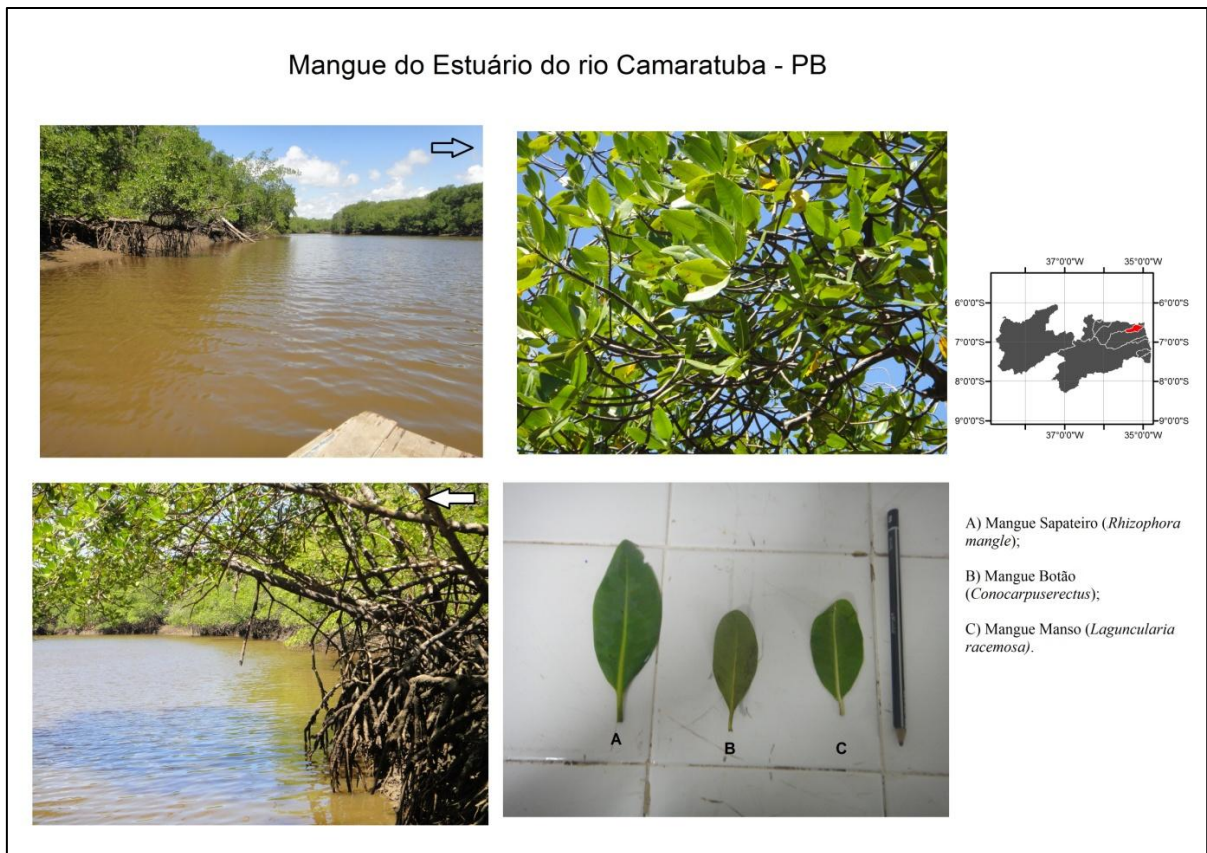 Mangue do Estuário do rio Camaratuba - PB
37°0'0"W 35°0'0"W
6°0'0"S 6°0'0"S
7°0'0"S 7°0'0"S
8°0'0"S 8°0'0"S
9°0'0"S 9°0'0"S
37°0'0"W 35°0'0"W
A) Mangue Sapateiro (Rhizophora
mangle);
B) Mangue Botão
(Conocarpuserectus);
C) Mangue Manso (Laguncularia
racemosa).
A B C